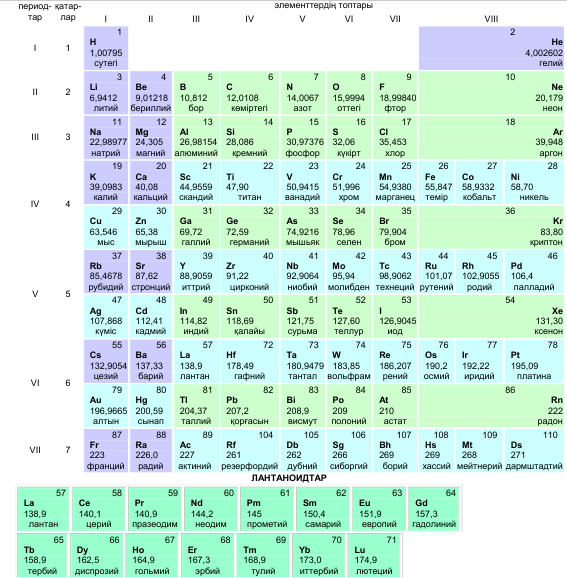 период- қатар- элементтердің топтары
тар лар I II III IV V VI VII VIII
1 2
I 1 H He
1,00795 4,002602
сутегі гелий
3 4 5 6 7 8 9 10
II 2 Li Be B C N O F Ne
6,9412 9,01218 10,812 12,0108 14,0067 15,9994 18,99840 20,179
литий бериллий бор көміртегі азот оттегі фтор неон
11 12 13 14 15 16 17 18
III 3 Na Mg Al Si P S Cl Ar
22,98977 24,305 26,98154 28,086 30,97376 32,06 35,453 39,948
натрий магний алюминий кремний фосфор күкірт хлор аргон
19 20 21 22 23 24 25 26 27 28
K Ca Sc Ti V Cr Mn Fe Co Ni
39,0983 40,08 44,9559 47,90 50,9415 51,996 54,9380 55,847 58,9332 58,70
калий кальций скандий титан ванадий хром марганец темір кобальт никель
IV 4
29 30 31 32 33 34 35 36
Cu Zn Ga Ge As Se Br Kr
63,546 65,38 69,72 72,59 74,9216 78,96 79,904 83,80
мыс мырыш галлий германий мышьяк селен бром криптон
37 38 39 40 41 42 43 44 45 46
Rb Sr Y Zr Nb Mo Tc Ru Rh Pd
85,4678 87,62 88,9059 91,22 92,9064 95,94 98,9062 101,07 102,9055 106,4
рубидий стронций иттрий цирконий ниобий молибден технеций рутений родий палладий
V 5
47 48 49 50 51 52 53 54
Ag Cd In Sn Sb Te I Xe
107,868 112,41 114,82 118,69 121,75 127,60 126,9045 131,30
күміс кадмий индий қалайы сурьма теллур иод ксенон
55 56 57 72 73 74 75 76 77 78
Cs Ba La Hf Ta W Re Os Ir Pt
132,9054 137,33 138,9 178,49 180,9479 183,85 186,207 190,2 192,22 195,09
цезий барий лантан гафний тантал вольфрам рений осмий иридий платина
VI 6
79 80 81 82 83 84 85 86
Au Hg Tl Pb Bi Po At Rn
196,9665 200,59 204,37 207,2 208,9 209 210 222
алтын сынап таллий қорғасын висмут полоний астат радон
87 88 89 104 105 106 107 108 109 110
VII 7 Fr Ra Ac Rf Db Sg Bh Hs Mt Ds
223 226,0 227 261 262 266 269 269 268 271
франций радий актиний резерфордий дубний сиборгий борий хассий мейтнерий дармштадтий
ЛАНТАНОИДТАР
57 58 59 60 61 62 63 64
La Ce Pr Nd Pm Sm Eu Gd
138,9 140,1 140,9 144,2 145 150,4 151,9 157,3
лантан церий празеодим неодим прометий самарий европий гадолиний
65 66 67 68 69 70 71
Tb Dy Ho Er Tm Yb Lu
158,9 162,5 164,9 167,3 168,9 173,0 174,9
тербий диспрозий гольмий эрбий тулий иттербий лютеций